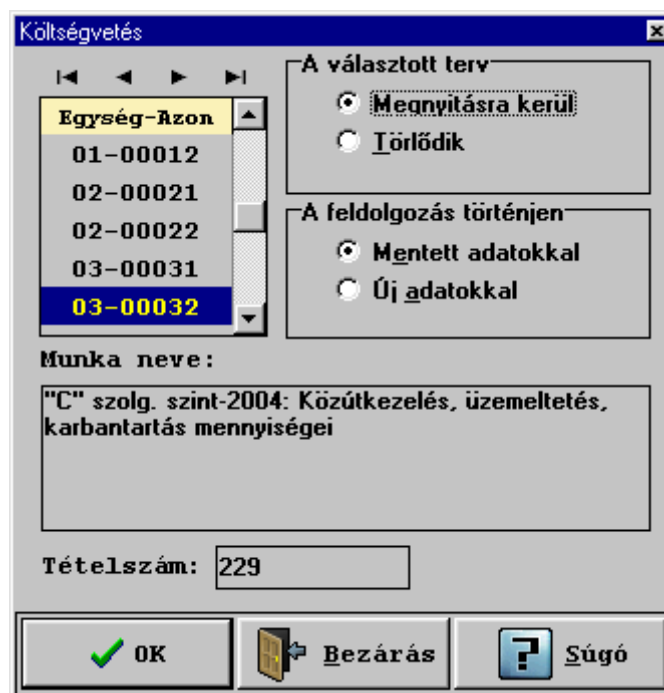 Költségvetés
Egység-Azon
01-00012
02-00021
02-00022
03-00031
03-00032
A választott terv
Megnyitásra kerül
Törlődik
A feldolgozás történjen
Mentett adatokkal
Új adatokkal
Munka neve:
"C" szolg. szint-2004: Közútkezelés, üzemeltetés,
karbantartás mennyiségei
Tételszám: 229
OK
Bezárás
Súgó